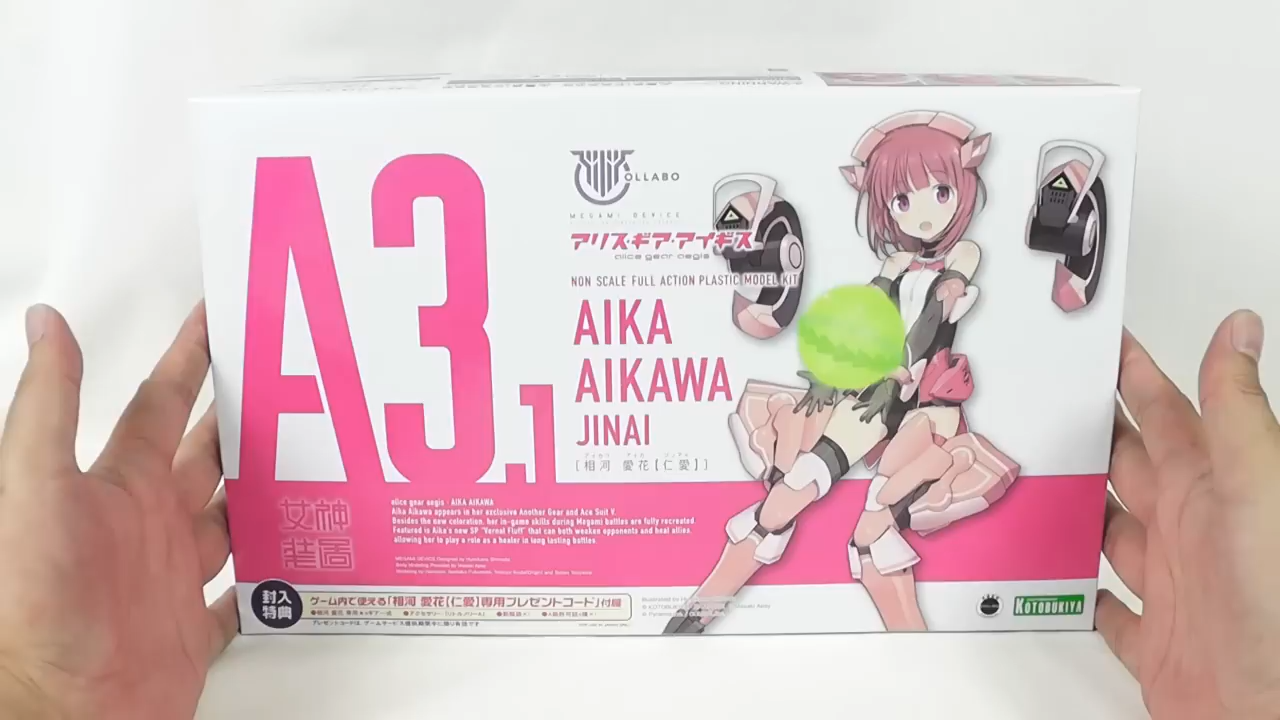 A3.1
COLLABO
MEGAMI DEVICE
アリス・ギア・アイギス
alice gear aegis
NON SCALE FULL ACTION PLASTIC MODEL KIT
AIKA
AIKAWA
JINAI
[相河 愛花【仁愛】]
女神
装居
alice gear aegis : AIKA AIKAWA
Aika Aikawa appears in her exclusive Another Gear and Ace Suit V.
Besides the new coloration, her in-game skills during Megami battles are fully recreated.
Featured is Aika's new SP "Vernal Fluff" that can both weaken opponents and heal allies,
allowing her to play a role as a healer in long lasting battles.
封入
特典
ゲーム内で使える「相河 愛花【仁愛】専用プレゼントコード」付属
KOTOBUKIYA